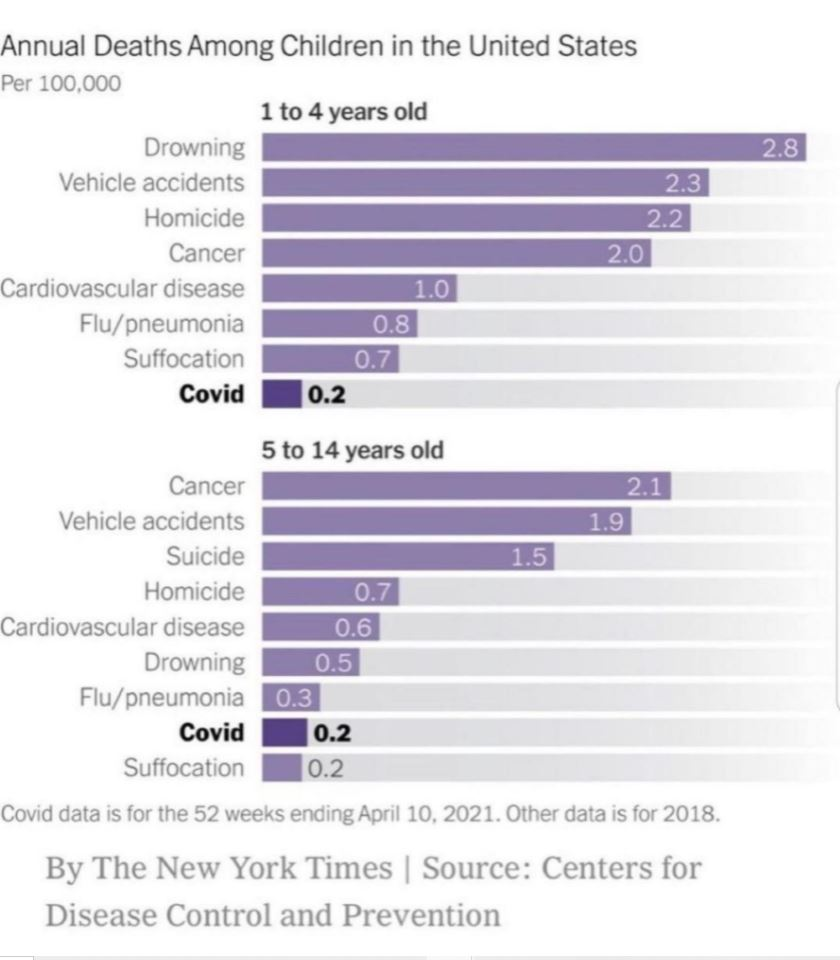 Annual Deaths Among Children in the United States
Per 100,000
1 to 4 years old
Drowning 2.8
Vehicle accidents 2.3
Homicide 2.2
Cancer 2.0
Cardiovascular disease 1.0
Flu/pneumonia 0.8
Suffocation 0.7
Covid 0.2
5 to 14 years old
Cancer 2.1
Vehicle accidents 1.9
Suicide 1.5
Homicide 0.7
Cardiovascular disease 0.6
Drowning 0.5
Flu/pneumonia 0.3
Covid 0.2
Suffocation 0.2
Covid data is for the 52 weeks ending April 10, 2021. Other data is for 2018.
By The New York Times | Source: Centers for
Disease Control and Prevention